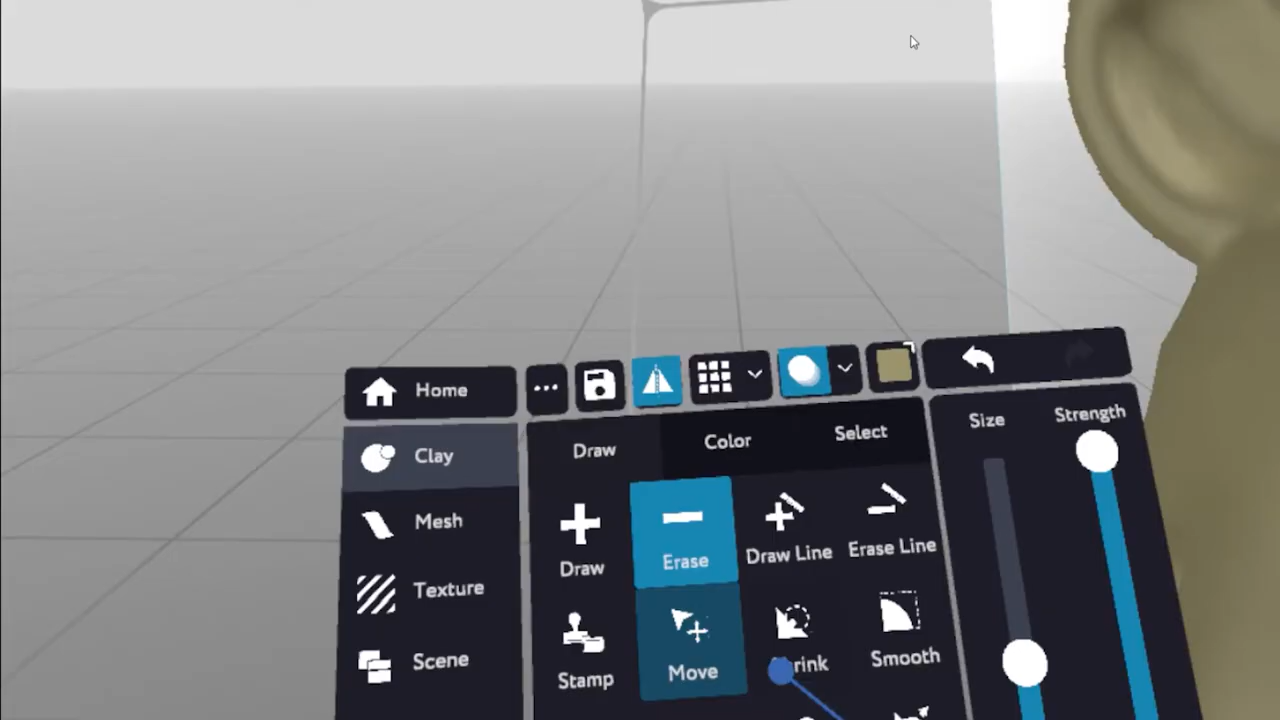 Home
Clay
Mesh
Texture
Scene
Draw
Color
Select
Draw
Erase
Draw Line
Erase Line
Stamp
Move
rink
Smooth
Size
Strength